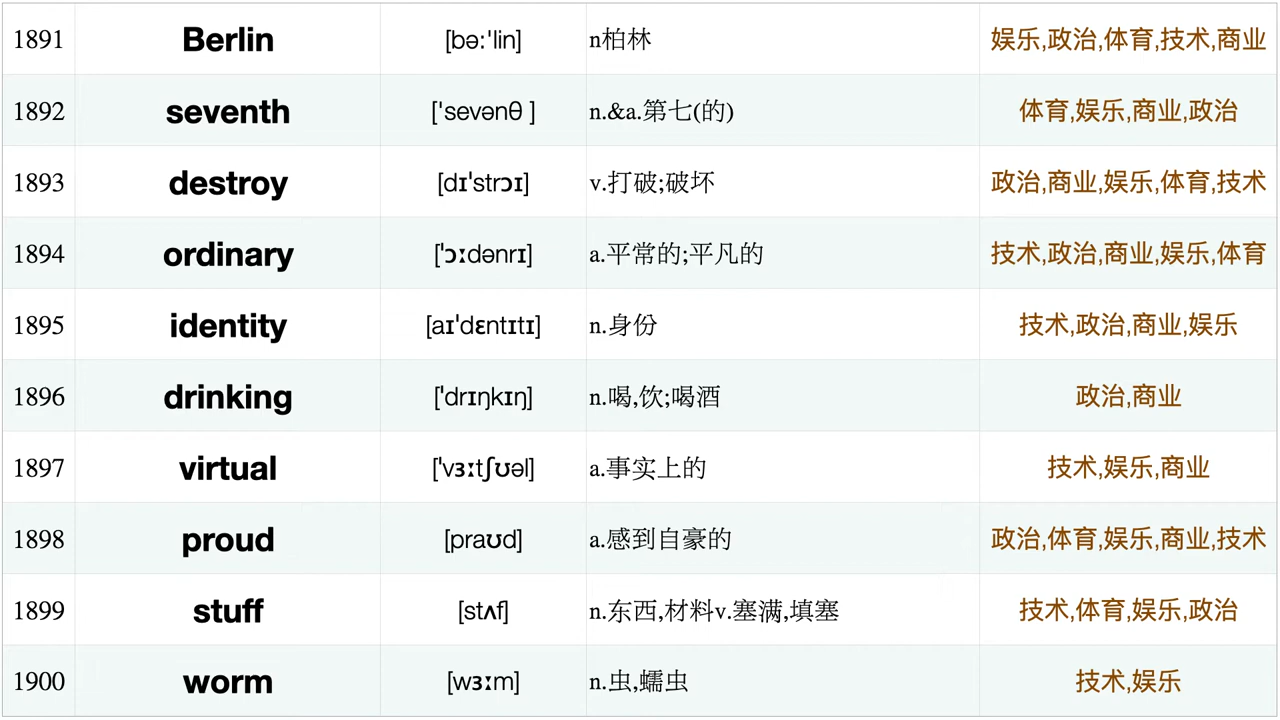 1891 Berlin [bə:'lin] n柏林 娱乐,政治,体育,技术,商业
1892 seventh ['sevənθ ] n.&a.第七(的) 体育,娱乐,商业,政治
1893 destroy [dɪ'strɔɪ] v.打破;破坏 政治,商业,娱乐,体育,技术
1894 ordinary ['ɔːdənrɪ] a.平常的;平凡的 技术,政治,商业,娱乐,体育
1895 identity [aɪ'dɛntɪtɪ] n.身份 技术,政治,商业,娱乐
1896 drinking ['drɪŋkɪŋ] n.喝,饮;喝酒 政治,商业
1897 virtual ['vɜːtʃʊəl] a.事实上的 技术,娱乐,商业
1898 proud [praʊd] a.感到自豪的 政治,体育,娱乐,商业,技术
1899 stuff [stʌf] n.东西,材料v.塞满,填塞 技术,体育,娱乐,政治
1900 worm [wɜːm] n.虫,蠕虫 技术,娱乐